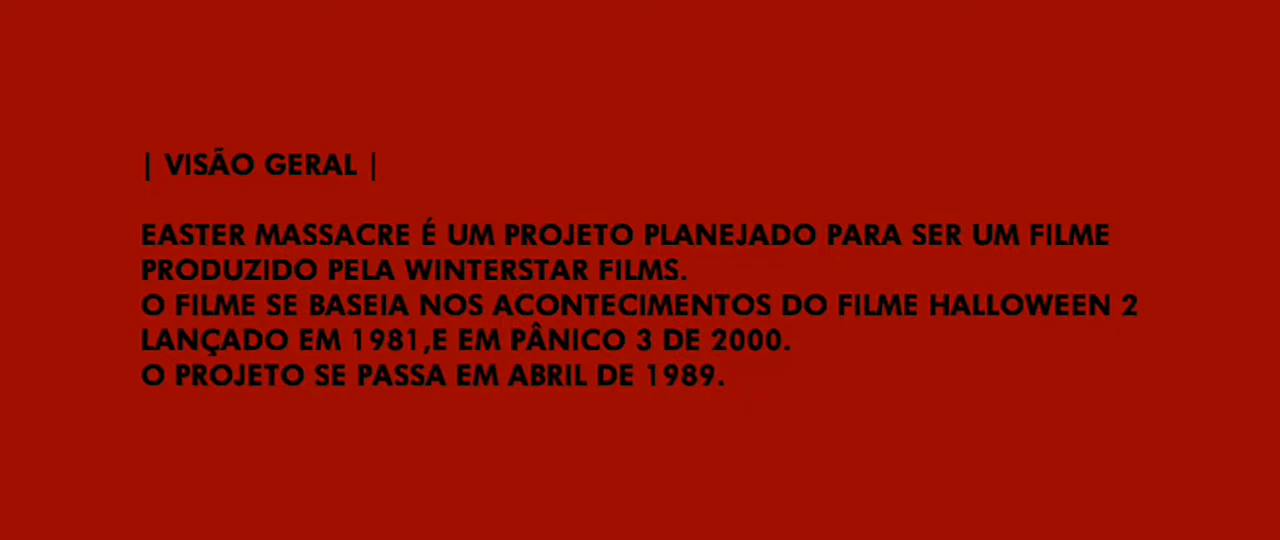 | VISÃO GERAL |
EASTER MASSACRE É UM PROJETO PLANEJADO PARA SER UM FILME
PRODUZIDO PELA WINTERSTAR FILMS.
O FILME SE BASEIA NOS ACONTECIMENTOS DO FILME HALLOWEEN 2
LANÇADO EM 1981,E EM PÂNICO 3 DE 2000.
O PROJETO SE PASSA EM ABRIL DE 1989.